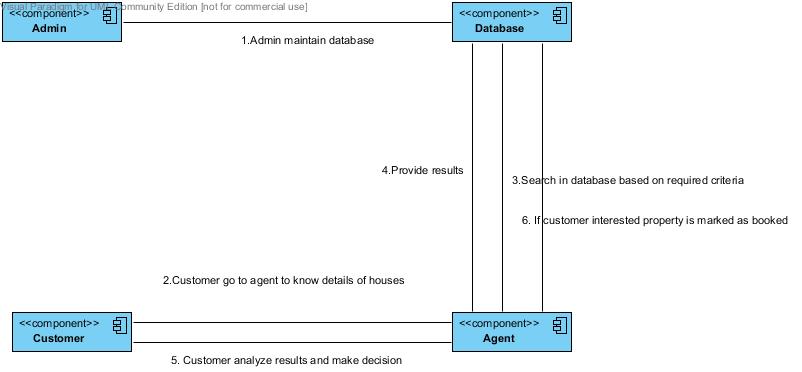 Visual Paradigm for UML Community Edition [not for commercial use]
<<component>>
Admin
<<component>>
Database
1.Admin maintain database
4.Provide results
3.Search in database based on required criteria
6. If customer interested property is marked as booked
2.Customer go to agent to know details of houses
<<component>>
Customer
<<component>>
Agent
5. Customer analyze results and make decision